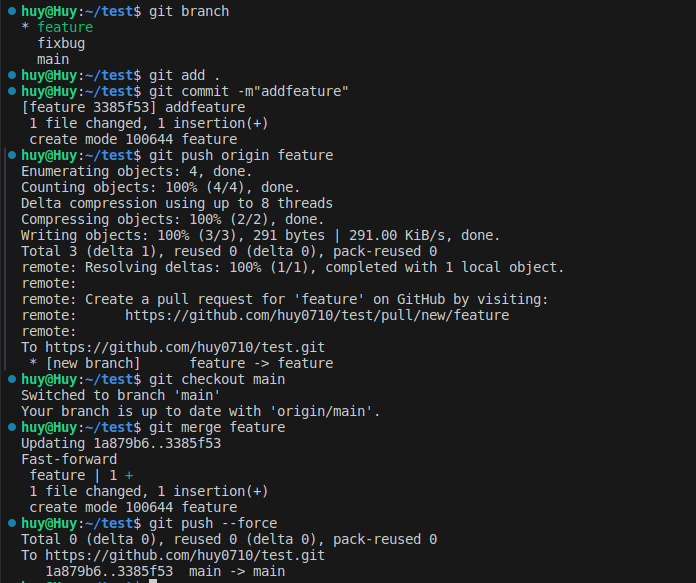 huy@Huy:~/test$ git branch
* feature
  fixbug
  main
huy@Huy:~/test$ git add .
huy@Huy:~/test$ git commit -m"addfeature"
[feature 3385f53] addfeature
 1 file changed, 1 insertion(+)
 create mode 100644 feature
huy@Huy:~/test$ git push origin feature
Enumerating objects: 4, done.
Counting objects: 100% (4/4), done.
Delta compression using up to 8 threads
Compressing objects: 100% (2/2), done.
Writing objects: 100% (3/3), 291 bytes | 291.00 KiB/s, done.
Total 3 (delta 1), reused 0 (delta 0), pack-reused 0
remote: Resolving deltas: 100% (1/1), completed with 1 local object.
remote:
remote: Create a pull request for 'feature' on GitHub by visiting:
remote:      https://github.com/huy0710/test/pull/new/feature
remote:
To https://github.com/huy0710/test.git
 * [new branch]      feature -> feature
huy@Huy:~/test$ git checkout main
Switched to branch 'main'
Your branch is up to date with 'origin/main'.
huy@Huy:~/test$ git merge feature
Updating 1a879b6..3385f53
Fast-forward
 feature | 1 +
 1 file changed, 1 insertion(+)
 create mode 100644 feature
huy@Huy:~/test$ git push --force
Total 0 (delta 0), reused 0 (delta 0), pack-reused 0
To https://github.com/huy0710/test.git
   1a879b6..3385f53  main -> main
huy@Huy:~/test$